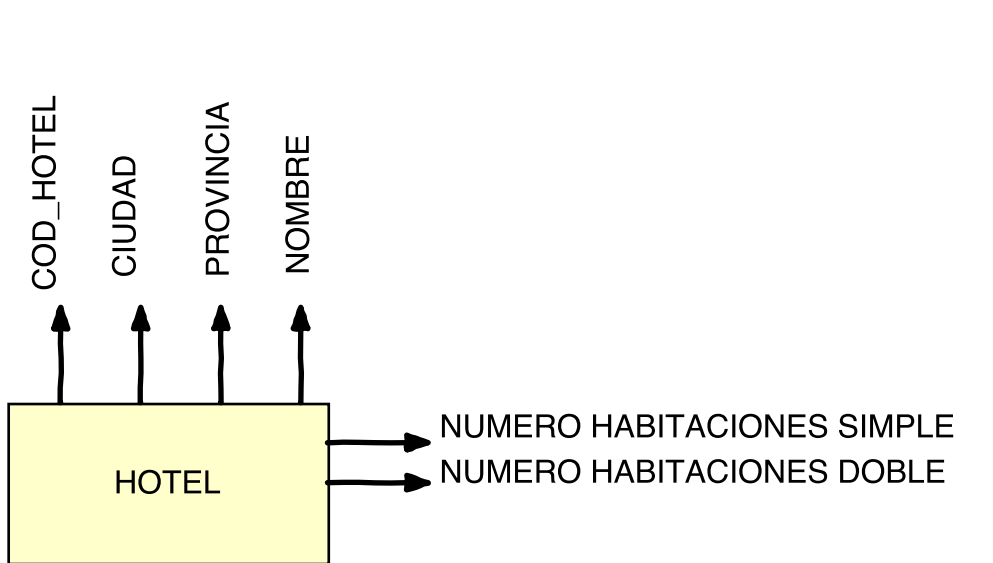 COD_HOTEL
CIUDAD
PROVINCIA
NOMBRE
NUMERO HABITACIONES SIMPLE
NUMERO HABITACIONES DOBLE
HOTEL